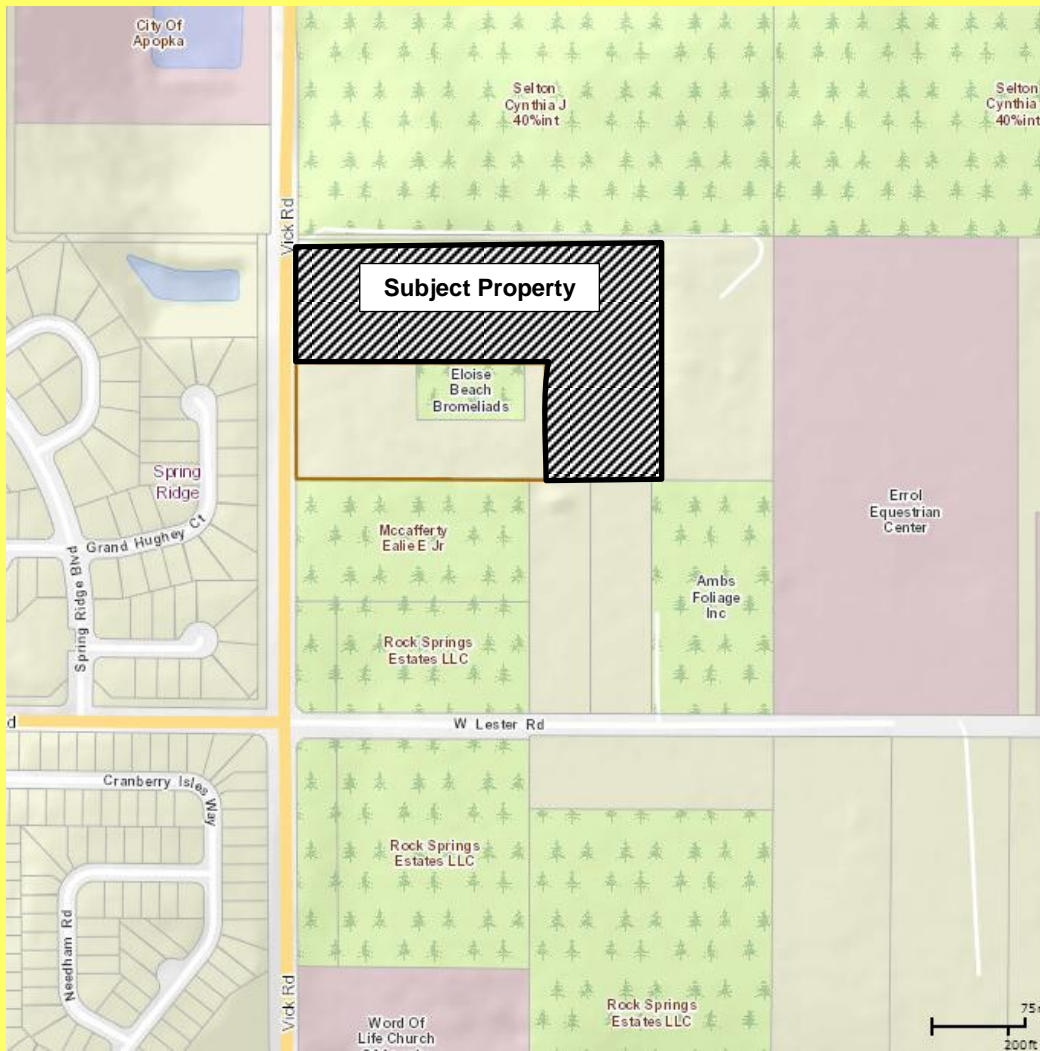 City Of
Apopka
Selton
Cynthia J
40%int
Selton
Cynthia
40%int
Vick Rd
Subject Property
Eloise
Beach
Bromeliads
Spring
Ridge
Grand Hughey Ct
Spring Ridge Blvd
Mccafferty
Ealie E Jr
Errol
Equestrian
Center
Ambs
Foliage
Inc
Rock Springs
Estates LLC
d
W Lester Rd
Cranberry Isles Way
Rock Springs
Estates LLC
Needham Rd
Vick Rd
Word Of
Life Church
Rock Springs
Estates LLC
75
200ft